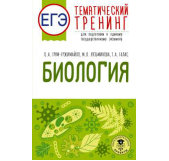 ЕГЭ
ТЕМАТИЧЕСКИЙ
ТРЕНИНГ
ДЛЯ ПОДГОТОВКИ К ЕДИНОМУ
ГОСУДАРСТВЕННОМУ ЭКЗАМЕНУ
БИОЛОГИЯ